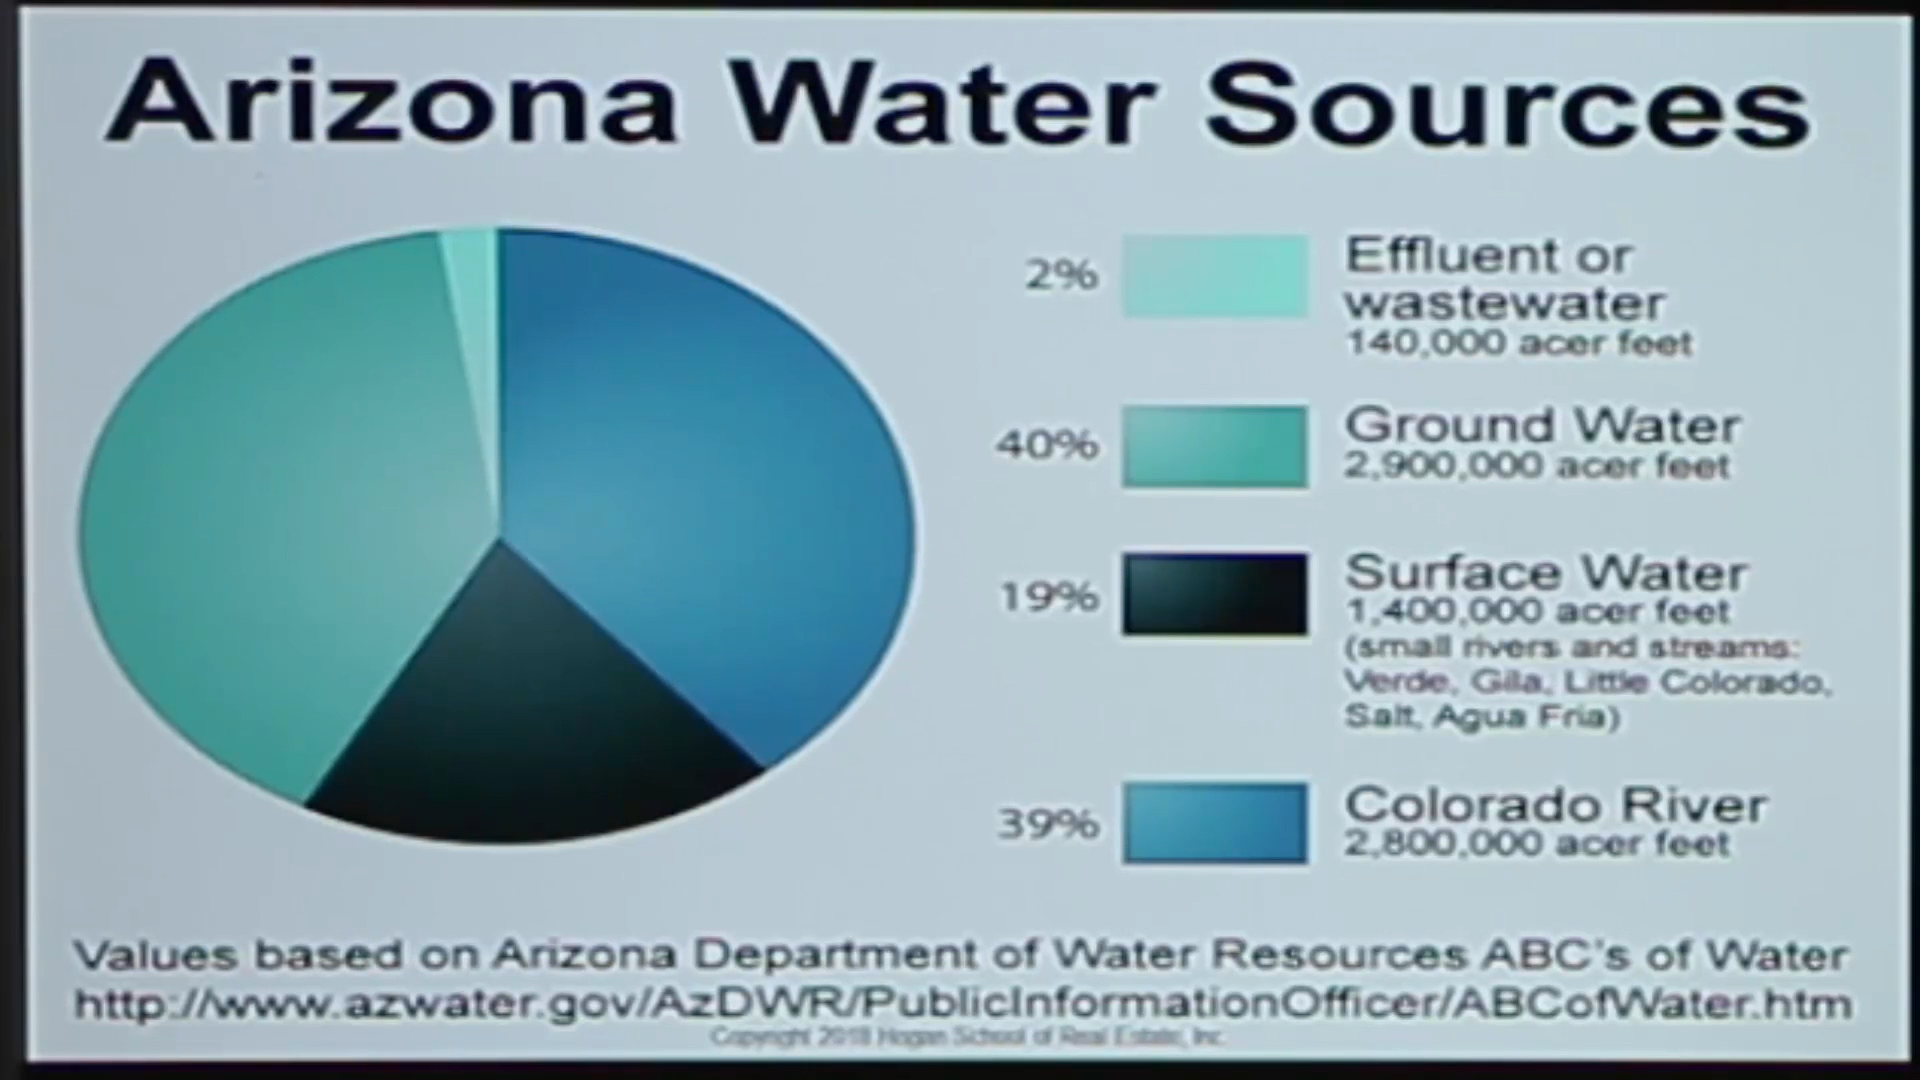 Arizona Water Sources
2%
Effluent or
wastewater
140,000 acer feet
40%
Ground Water
2,900,000 acer feet
19%
Surface Water
1,400,000 acer feet
(small rivers and streams:
Verde, Gila, Little Colorado,
Salt, Agua Fria)
39%
Colorado River
2,800,000 acer feet
Values based on Arizona Department of Water Resources ABC's of Water
http://www.azwater.gov/AzDWR/PublicInformationOfficer/ABCofWater.htm
Copyright 2018 Hogan School of Real Estate, Inc.